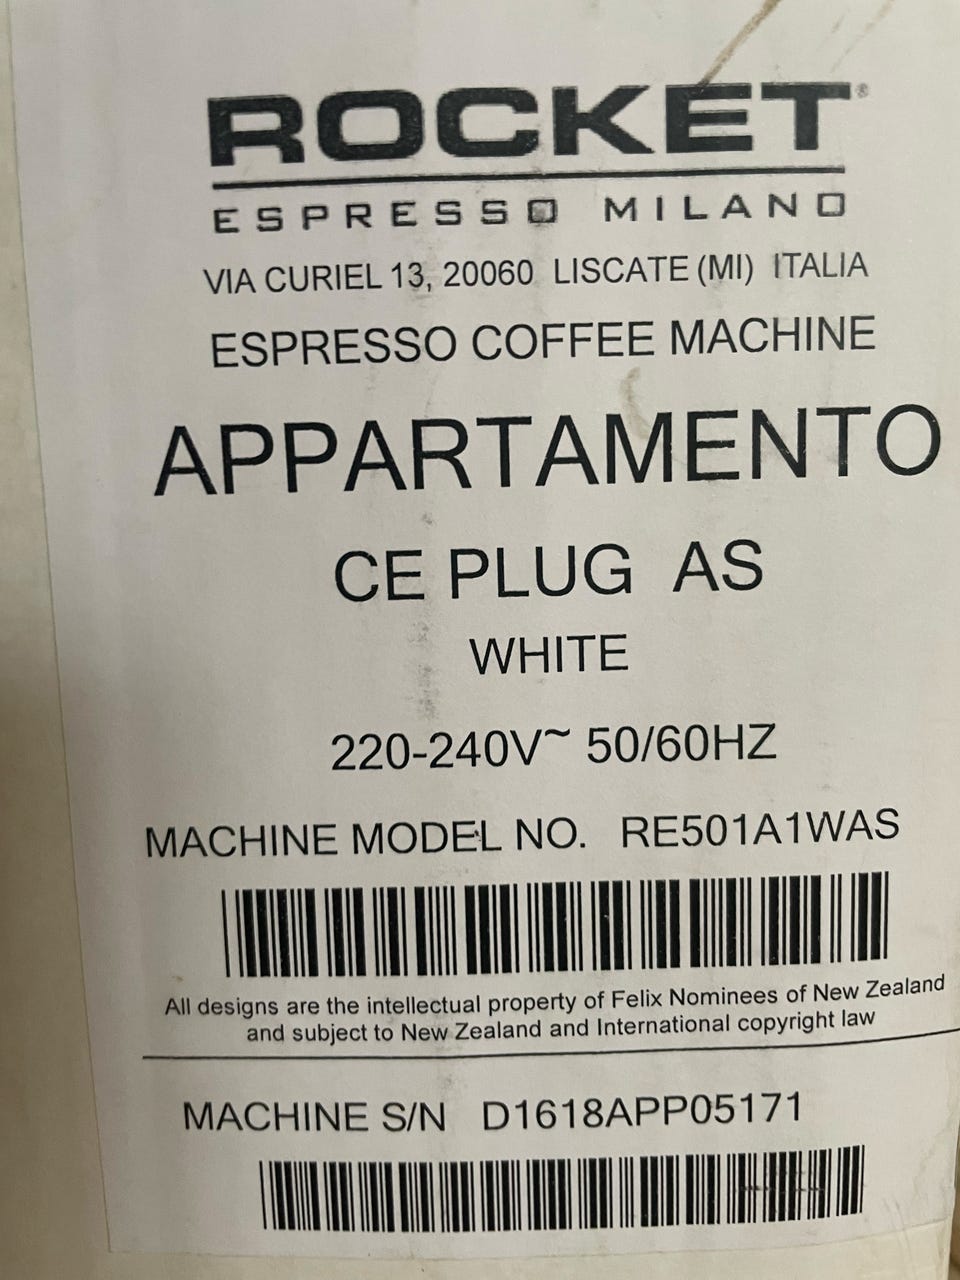 ROCKET®
ESPRESSO MILANO
VIA CURIEL 13, 20060 LISCATE (MI) ITALIA
ESPRESSO COFFEE MACHINE
APPARTAMENTO
CE PLUG AS
WHITE
220-240V~ 50/60HZ
MACHINE MODEL NO. RE501A1WAS
All designs are the intellectual property of Felix Nominees of New Zealand
and subject to New Zealand and International copyright law
MACHINE S/N D1618APP05171